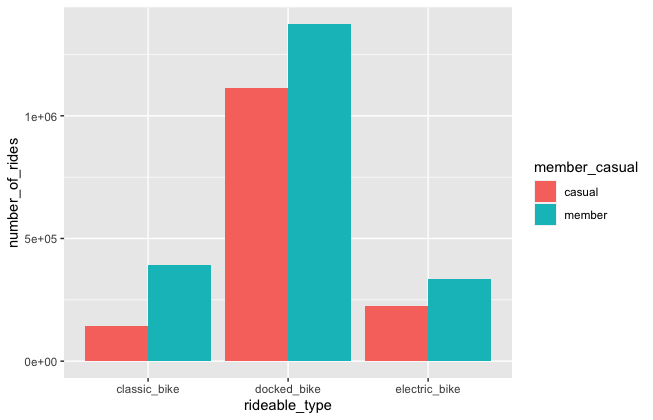 number_of_rides
1e+06
5e+05
0e+00
classic_bike
docked_bike
electric_bike
rideable_type
member_casual
casual
member